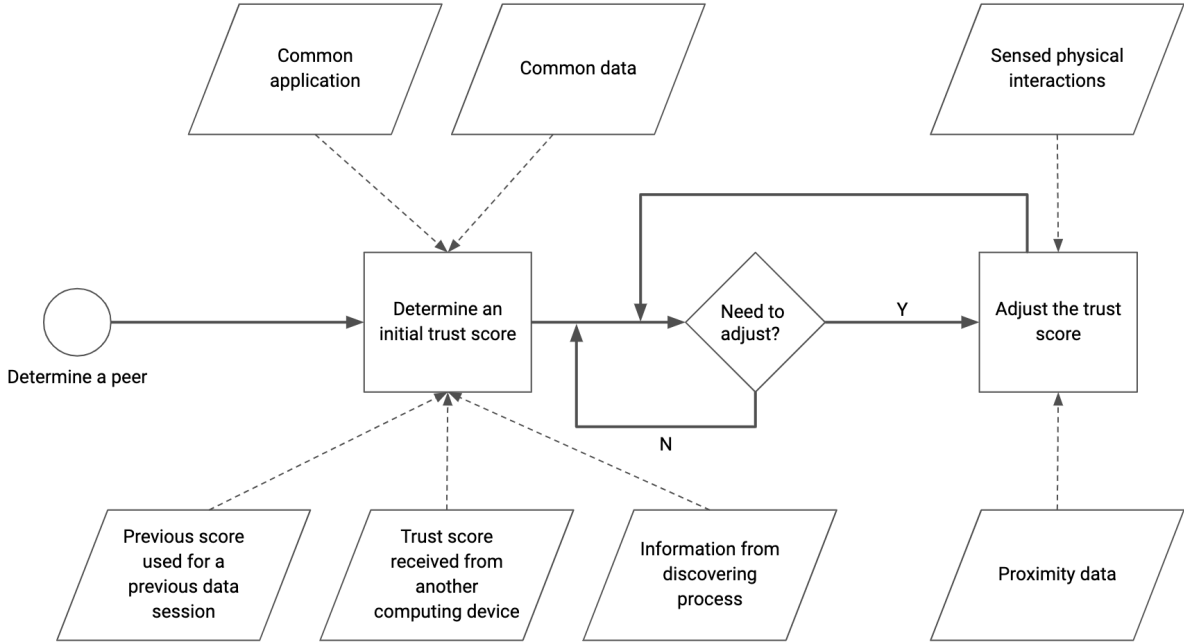 Common
application
Common data
Sensed physical
interactions
Determine a peer
Determine an
initial trust score
Need to
adjust?
Y
N
Adjust the trust
score
Previous score
used for a
previous data
session
Trust score
received from
another
computing device
Information from
discovering
process
Proximity data